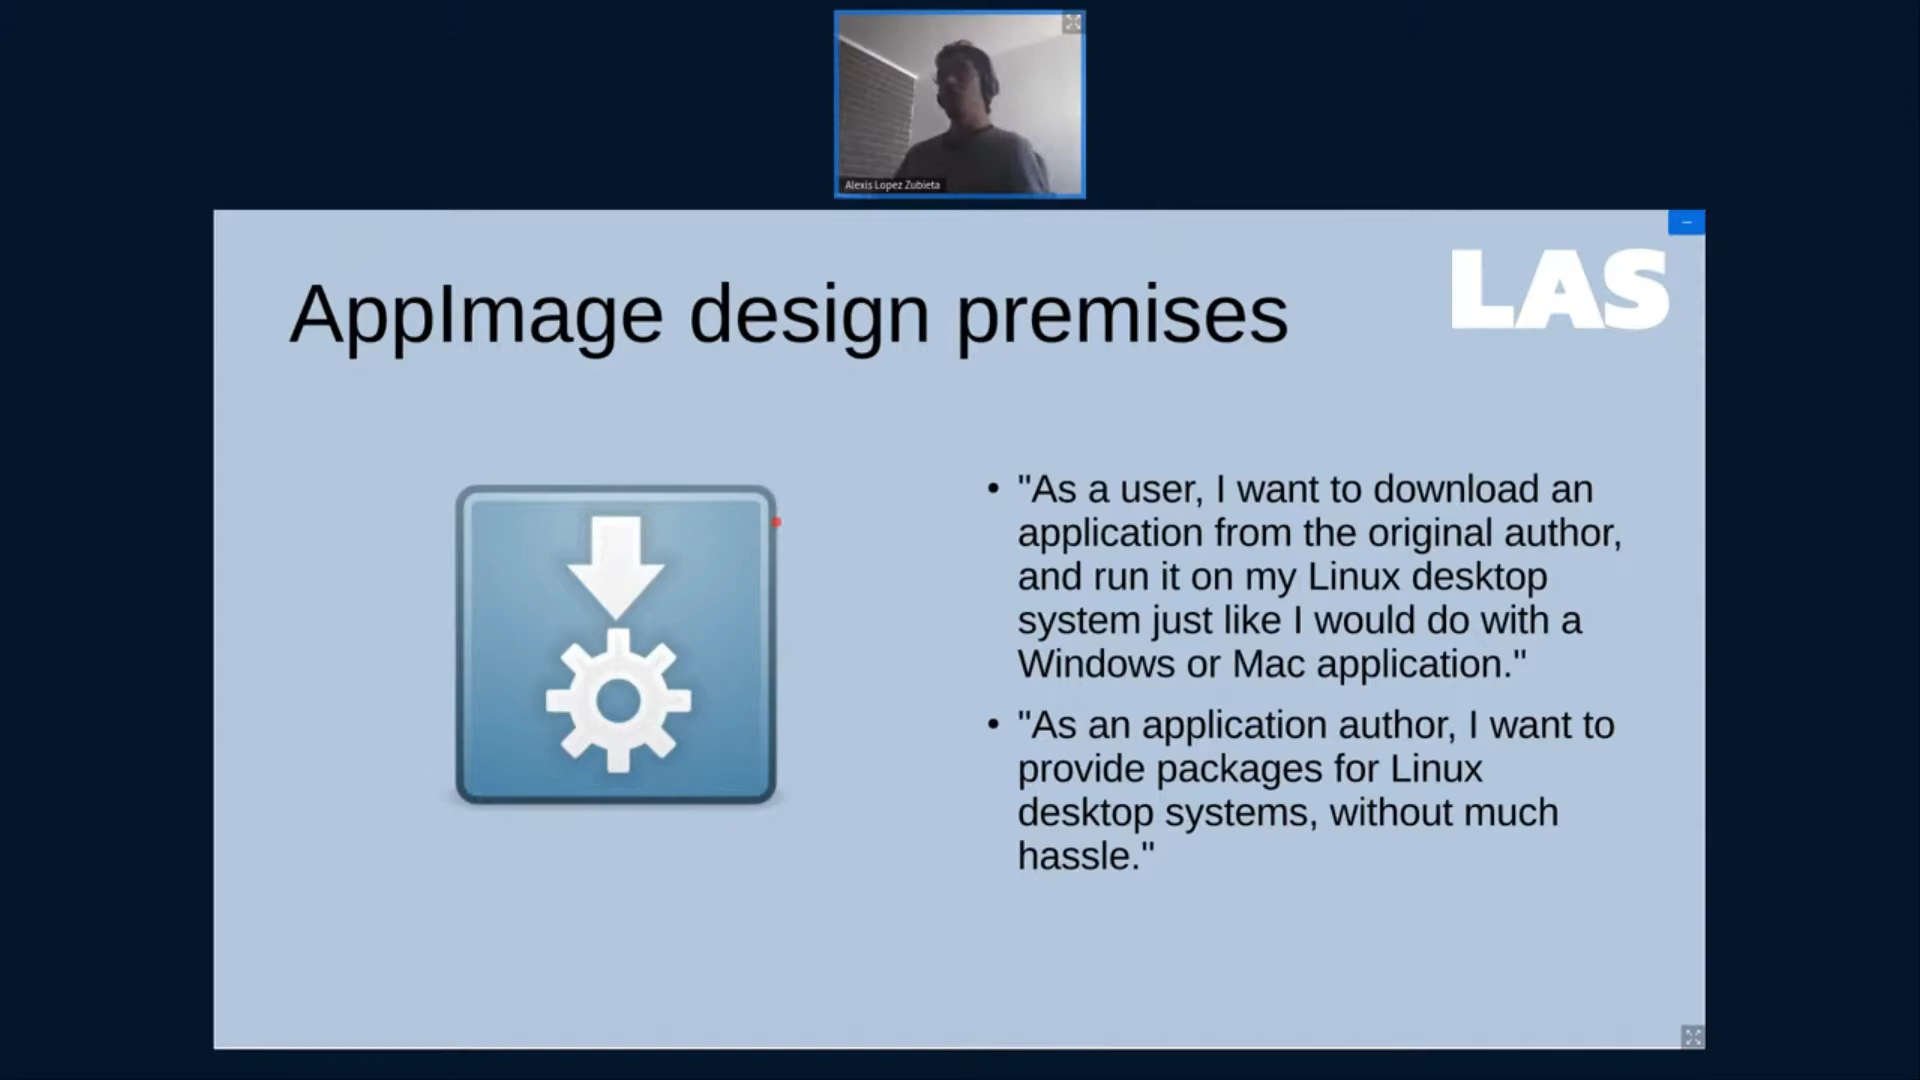 Alexis Lopez Zubieta
LAS
AppImage design premises
• "As a user, I want to download an
application from the original author,
and run it on my Linux desktop
system just like I would do with a
Windows or Mac application."
• "As an application author, I want to
provide packages for Linux
desktop systems, without much
hassle."